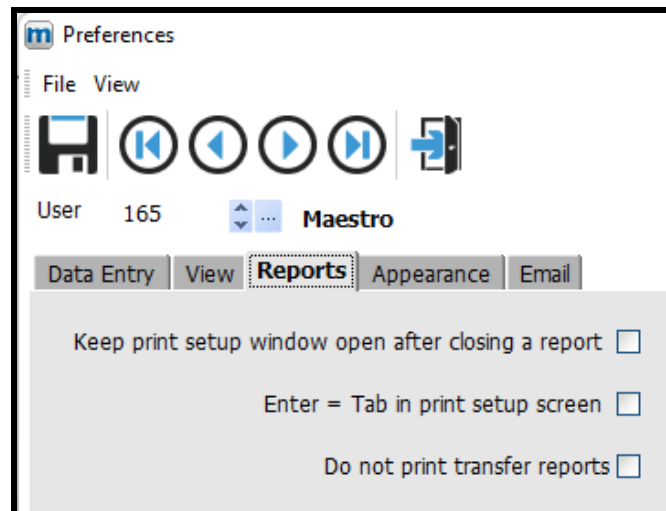 m Preferences
File View
User 165 ... Maestro
Data Entry View Reports Appearance Email
Keep print setup window open after closing a report
Enter = Tab in print setup screen
Do not print transfer reports